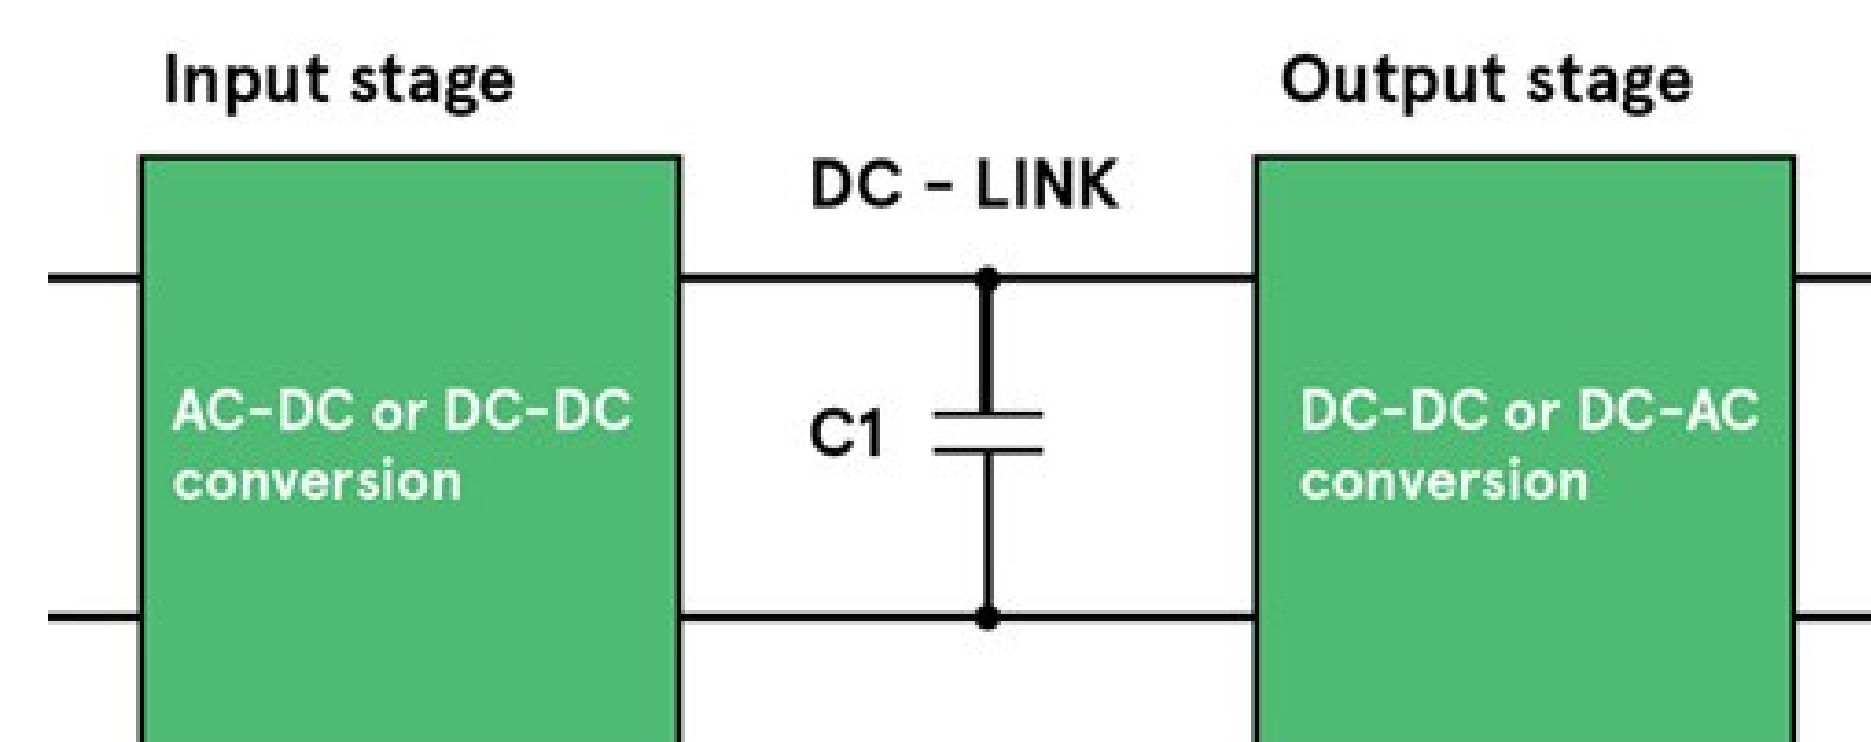 Input stage
Output stage
DC - LINK
AC-DC or DC-DC
conversion
C1
DC-DC or DC-AC
conversion